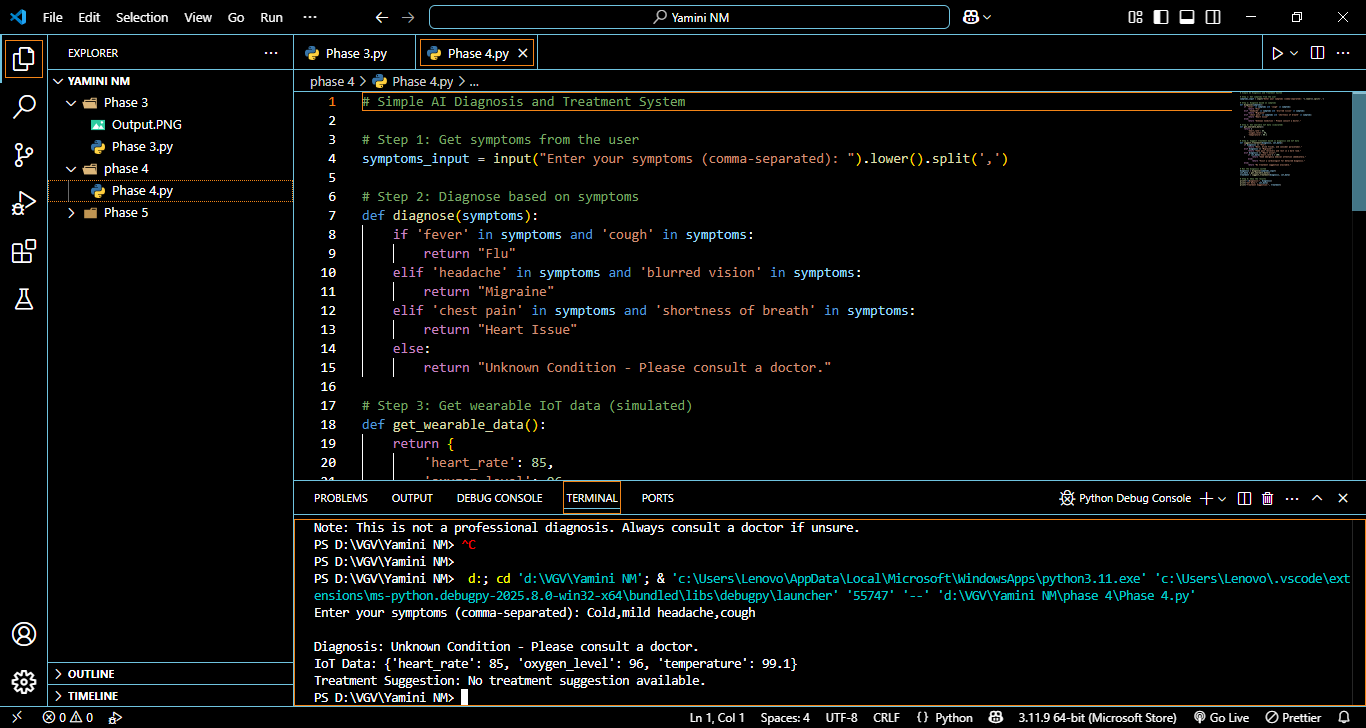 File Edit Selection View Go Run ··· Yamini NM
EXPLORER ···
YAMINI NM
Phase 3
Output.PNG
Phase 3.py
phase 4
Phase 4.py
Phase 5
OUTLINE
TIMELINE
Phase 3.py Phase 4.py
phase 4 > Phase 4.py > ...
1 # Simple AI Diagnosis and Treatment System
2
3 # Step 1: Get symptoms from the user
4 symptoms_input = input("Enter your symptoms (comma-separated): ").lower().split(',')
5
6 # Step 2: Diagnose based on symptoms
7 def diagnose(symptoms):
8 if 'fever' in symptoms and 'cough' in symptoms:
9 return "Flu"
10 elif 'headache' in symptoms and 'blurred vision' in symptoms:
11 return "Migraine"
12 elif 'chest pain' in symptoms and 'shortness of breath' in symptoms:
13 return "Heart Issue"
14 else:
15 return "Unknown Condition - Please consult a doctor."
16
17 # Step 3: Get wearable IoT data (simulated)
18 def get_wearable_data():
19 return {
20 'heart_rate': 85,
PROBLEMS OUTPUT DEBUG CONSOLE TERMINAL PORTS Python Debug Console
Note: This is not a professional diagnosis. Always consult a doctor if unsure.
PS D:\VGV\Yamini NM> ^C
PS D:\VGV\Yamini NM>
PS D:\VGV\Yamini NM> d:; cd 'd:\VGV\Yamini NM'; & 'c:\Users\Lenovo\AppData\Local\Microsoft\WindowsApps\python3.11.exe' 'c:\Users\Lenovo\.vscode\ext
ensions\ms-python.debugpy-2025.8.0-win32-x64\bundled\libs\debugpy\launcher' '55747' '--' 'd:\VGV\Yamini NM\phase 4\Phase 4.py'
Enter your symptoms (comma-separated): Cold,mild headache,cough
Diagnosis: Unknown Condition - Please consult a doctor.
IoT Data: {'heart_rate': 85, 'oxygen_level': 96, 'temperature': 99.1}
Treatment Suggestion: No treatment suggestion available.
PS D:\VGV\Yamini NM>
0 0 Ln 1, Col 1 Spaces: 4 UTF-8 CRLF {} Python 3.11.9 64-bit (Microsoft Store) Go Live Prettier